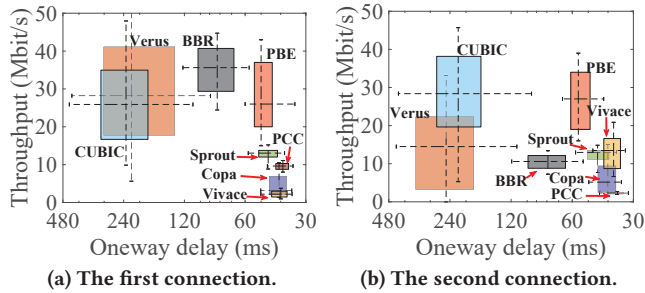 Throughput (Mbit/s)
50
40
30
20
10
0
Verus
BBR
PBE
CUBIC
Sprout
PCC
Copa
Vivace
480
240
120
60
30
Oneway delay (ms)
(a) The first connection.
Throughput (Mbit/s)
50
40
30
20
10
0
CUBIC
PBE
Verus
Vivace
Sprout
BBR
Copa
PCC
480
240
120
60
30
Oneway delay (ms)
(b) The second connection.